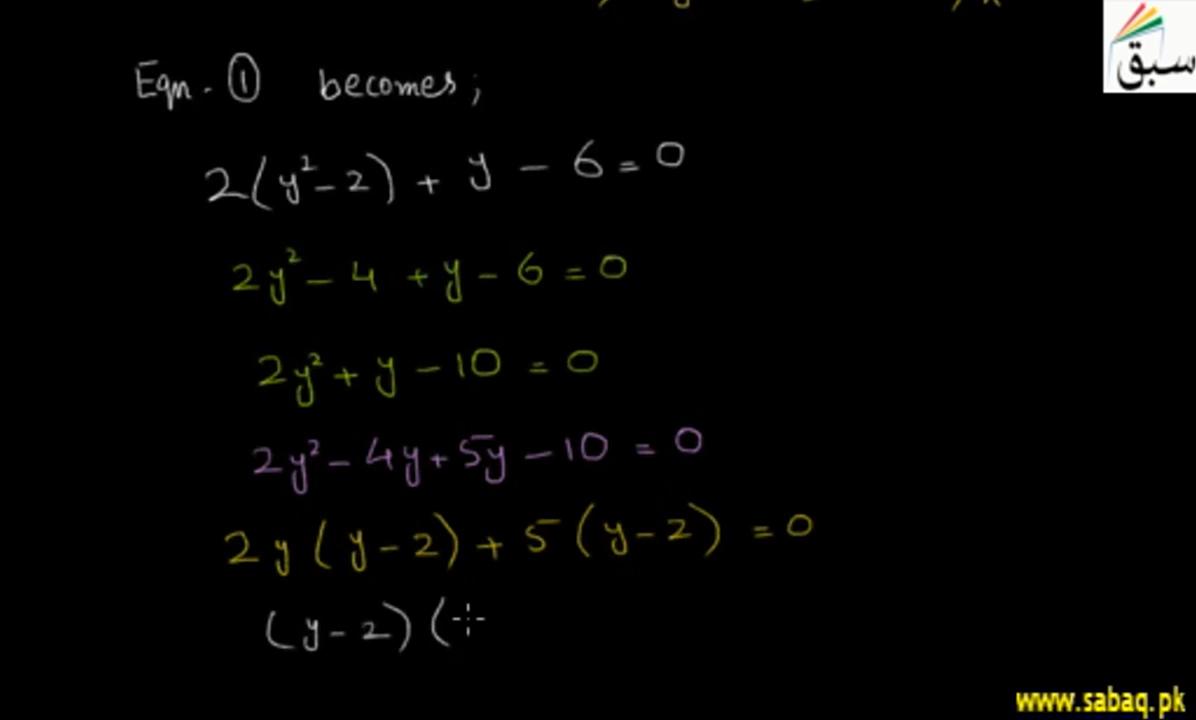 سبق
Eqn. ① becomes;
2(y²-2) + y - 6 = 0
2y² - 4 + y - 6 = 0
2y² + y - 10 = 0
2y² - 4y + 5y - 10 = 0
2y(y-2) + 5(y-2) = 0
(y-2)(
www.sabaq.pk